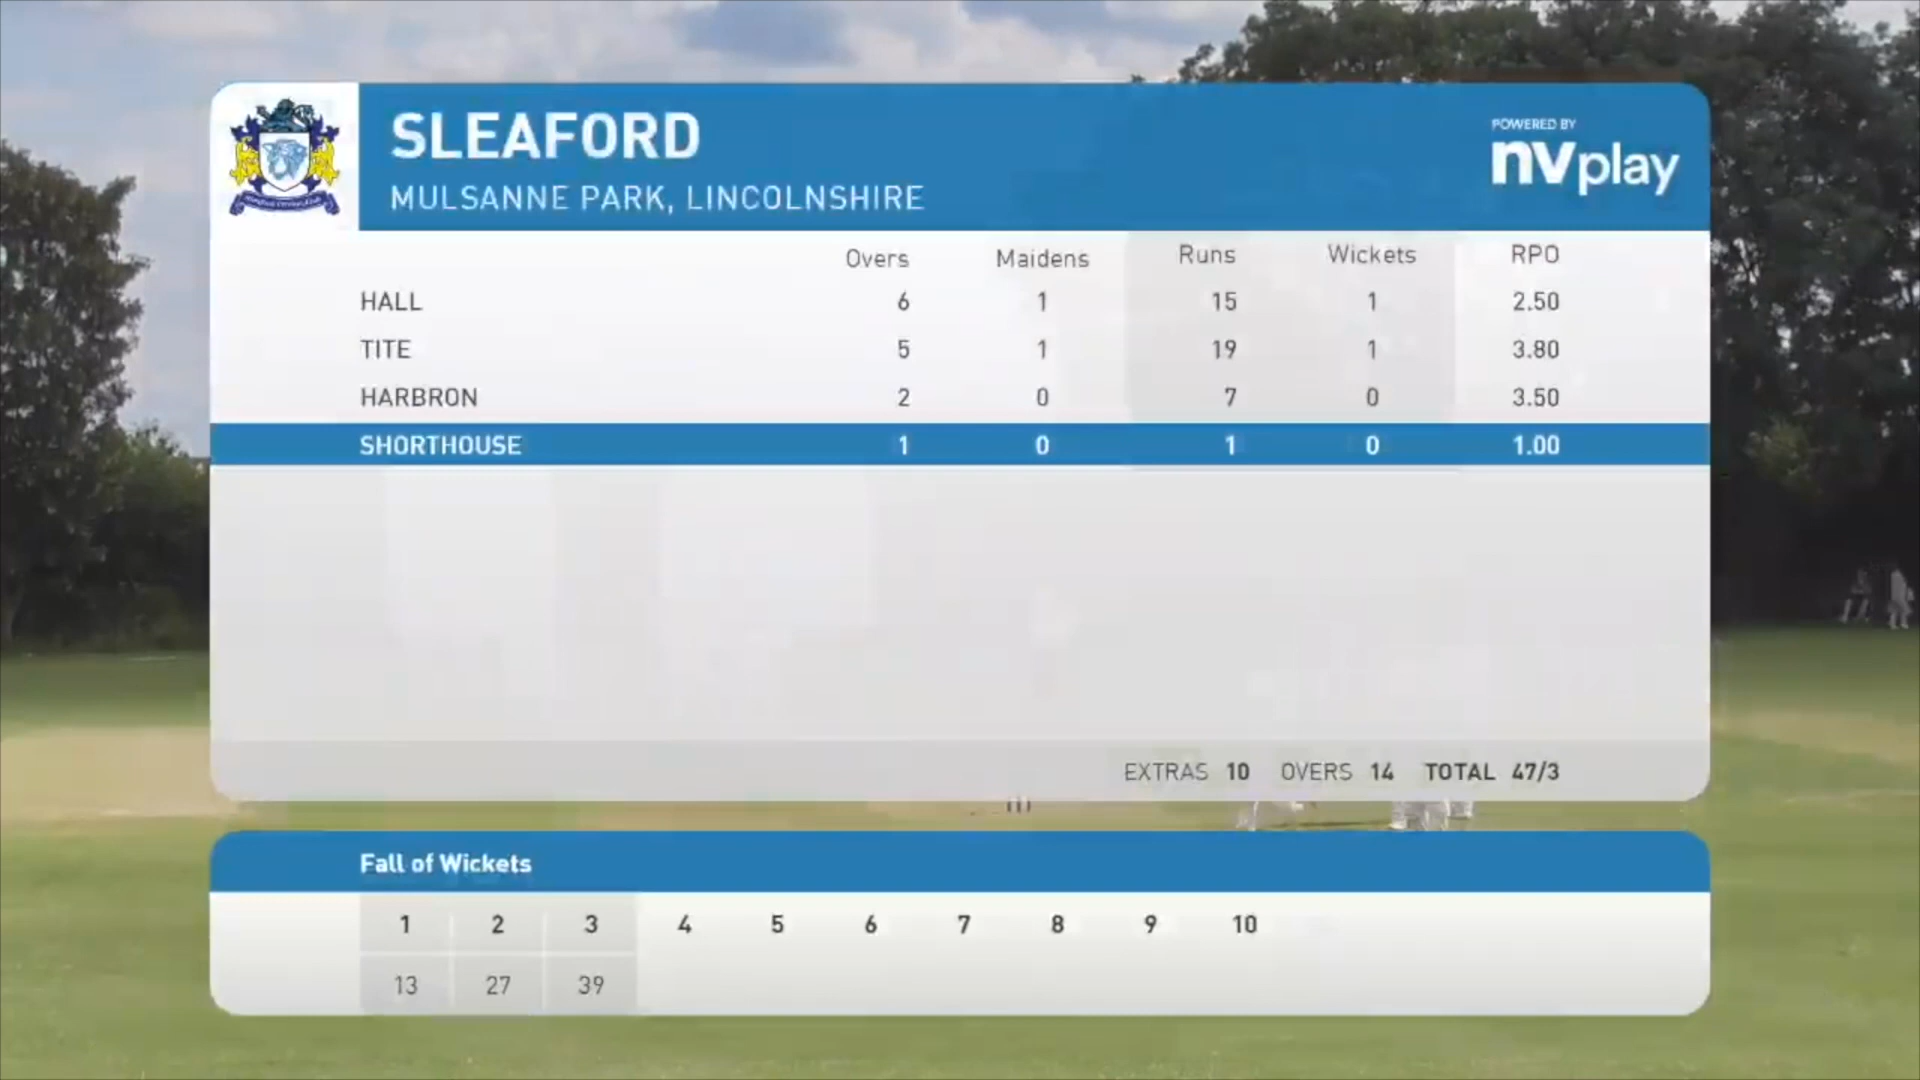 SLEAFORD
MULSANNE PARK, LINCOLNSHIRE
POWERED BY
nvplay
Overs Maidens Runs Wickets RPO
HALL 6 1 15 1 2.50
TITE 5 1 19 1 3.80
HARBRON 2 0 7 0 3.50
SHORTHOUSE 1 0 1 0 1.00
EXTRAS 10 OVERS 14 TOTAL 47/3
Fall of Wickets
1 2 3 4 5 6 7 8 9 10
13 27 39